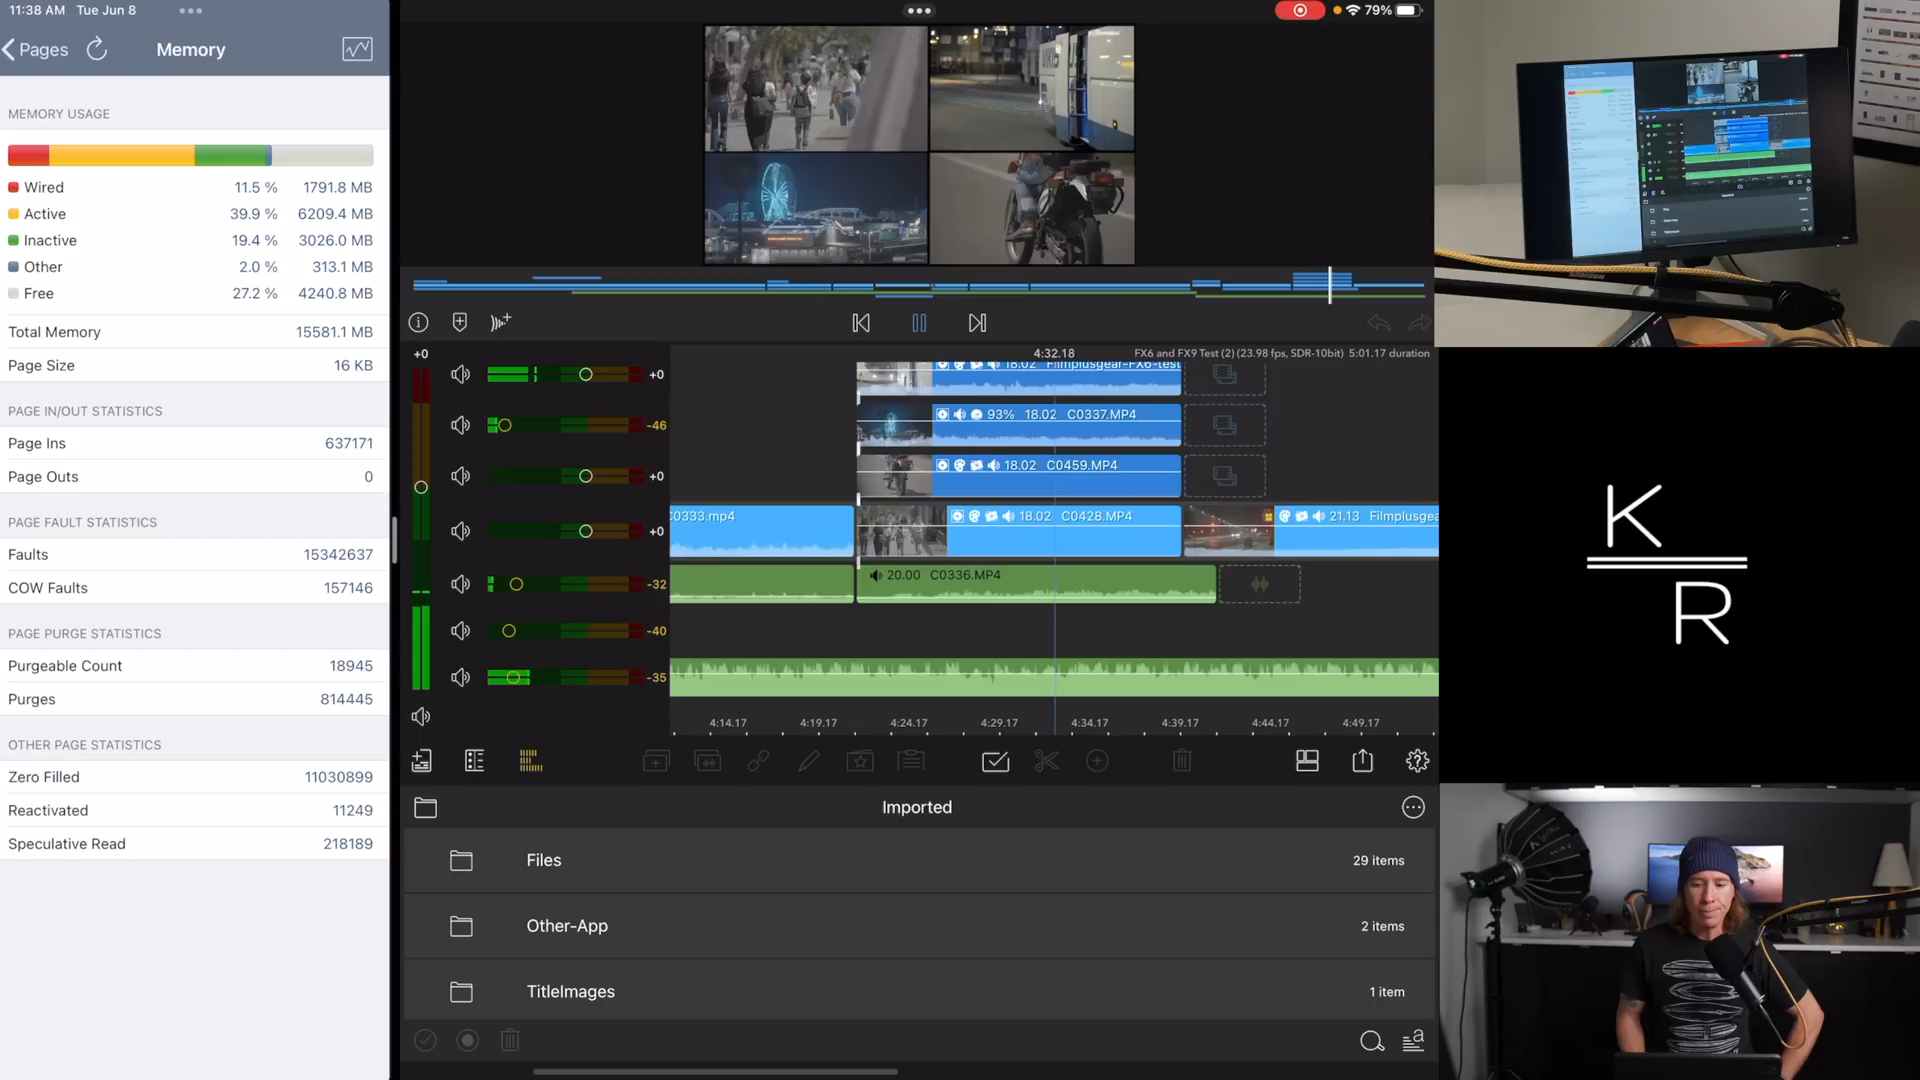 11:38 AM Tue Jun 8
Pages
Memory
MEMORY USAGE
Wired 11.5 % 1791.8 MB
Active 39.9 % 6209.4 MB
Inactive 19.4 % 3026.0 MB
Other 2.0 % 313.1 MB
Free 27.2 % 4240.8 MB
Total Memory 15581.1 MB
Page Size 16 KB
PAGE IN/OUT STATISTICS
Page Ins 637171
Page Outs 0
PAGE FAULT STATISTICS
Faults 15342637
COW Faults 157146
PAGE PURGE STATISTICS
Purgeable Count 18945
Purges 814445
OTHER PAGE STATISTICS
Zero Filled 11030899
Reactivated 11249
Speculative Read 218189
79%
+0
4:32.18
FX6 and FX9 Test (2) (23.98 fps, SDR-10bit) 5:01.17 duration
+0
18.02 Filmplusgear-FX6-test
-46
93% 18.02 C0337.MP4
+0
18.02 C0459.MP4
+0
C0333.mp4
18.02 C0428.MP4
21.13 Filmplusgea
-32
20.00 C0336.MP4
-40
-35
4:14.17 4:19.17 4:24.17 4:29.17 4:34.17 4:39.17 4:44.17 4:49.17
Imported
Files 29 items
Other-App 2 items
TitleImages 1 item
K
R